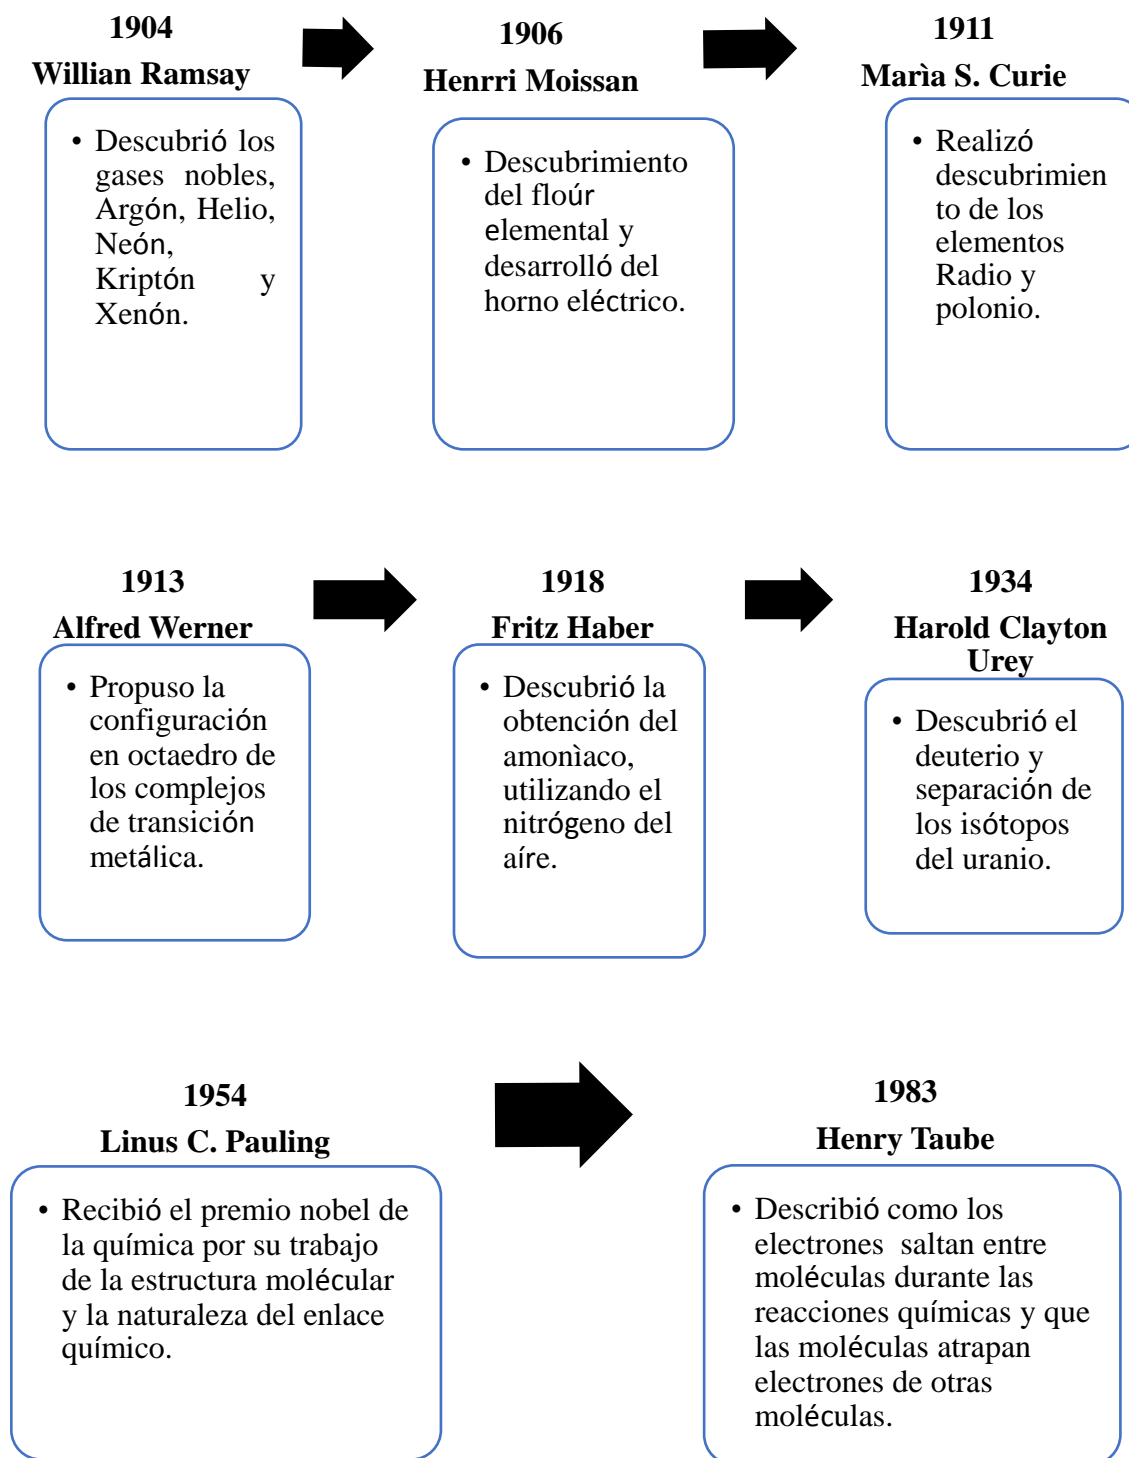 1904
Willian Ramsay
• Descubrió los
gases nobles,
Argón, Helio,
Neón,
Kriptón y
Xenón.
1906
Henrri Moissan
• Descubrimiento
del floúr
elemental y
desarrolló del
horno eléctrico.
1911
Marìa S. Curie
• Realizó
descubrimien
to de los
elementos
Radio y
polonio.
1913
Alfred Werner
• Propuso la
configuración
en octaedro de
los complejos
de transición
metálica.
1918
Fritz Haber
• Descubrió la
obtención del
amonìaco,
utilizando el
nitrógeno del
aíre.
1934
Harold Clayton
Urey
• Descubrió el
deuterio y
separación de
los isótopos
del uranio.
1954
Linus C. Pauling
• Recibió el premio nobel de
la química por su trabajo
de la estructura molécular
y la naturaleza del enlace
químico.
1983
Henry Taube
• Describió como los
electrones saltan entre
moléculas durante las
reacciones químicas y que
las moléculas atrapan
electrones de otras
moléculas.